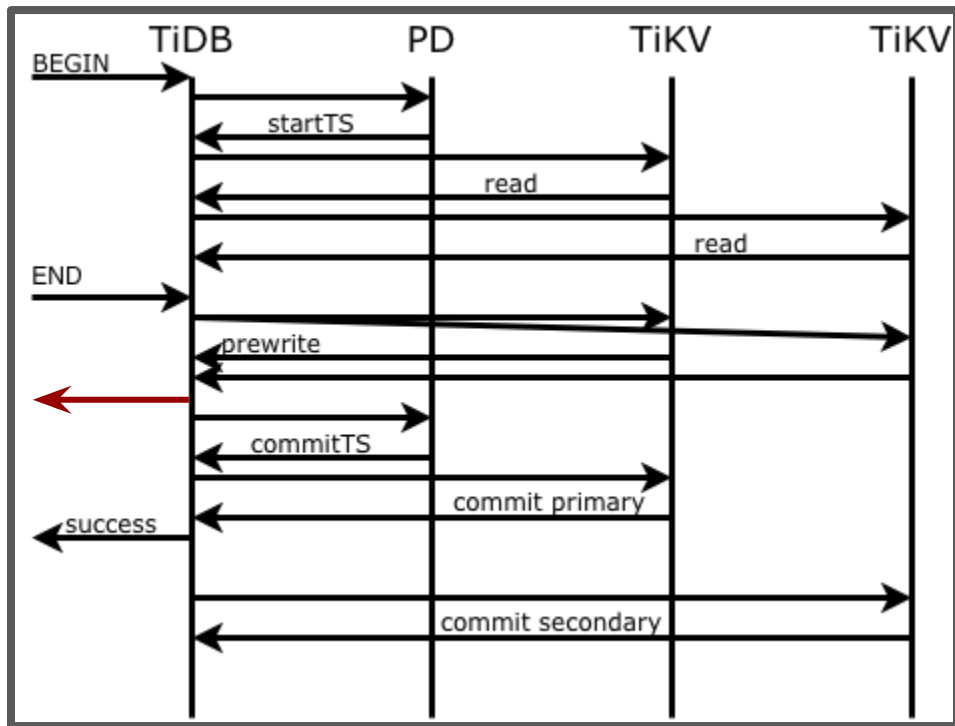 TiDB PD TiKV TiKV
BEGIN
startTS
read
read
END
prewrite
commitTS
commit primary
success
commit secondary